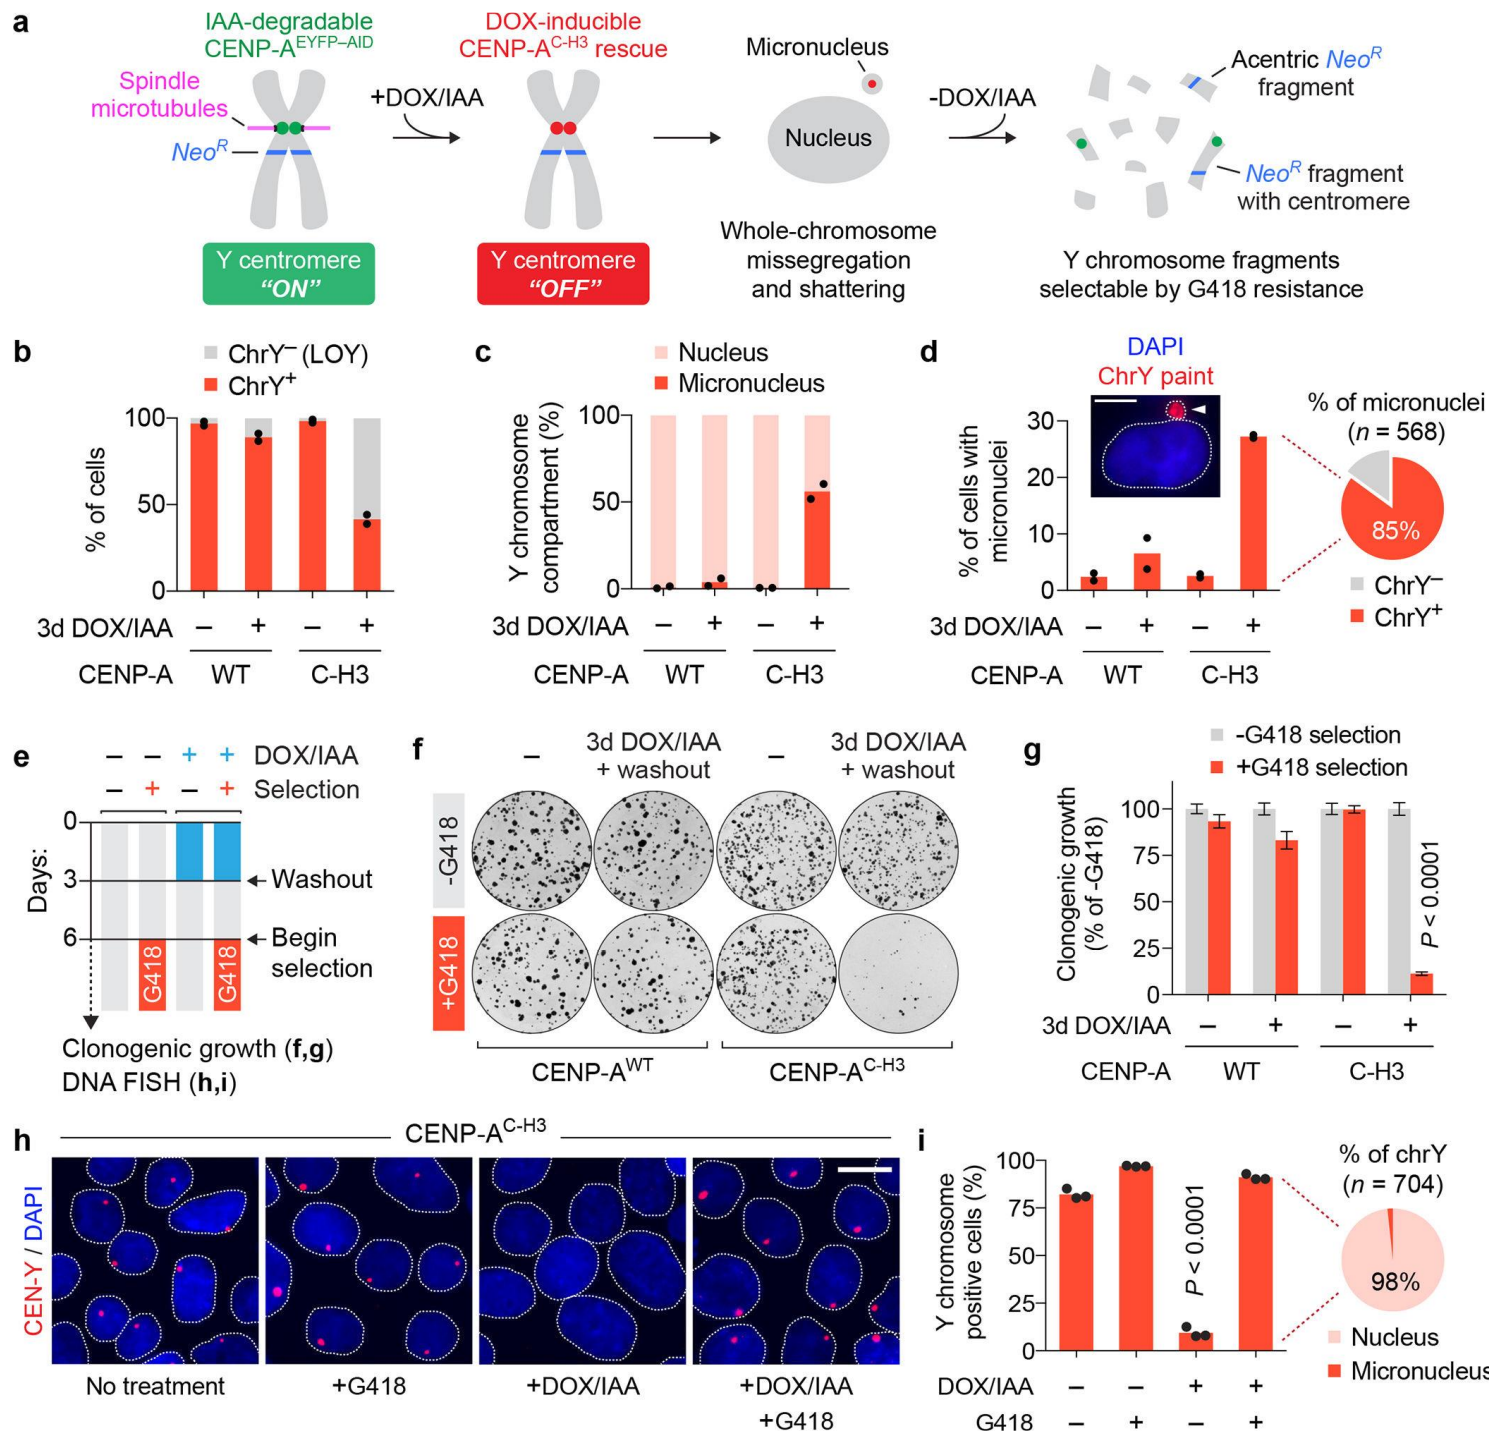 a
IAA-degradable
CENP-A^EYFP–AID
DOX-inducible
CENP-A^C-H3 rescue
Spindle
microtubules
Neo^R
+DOX/IAA
Micronucleus
Nucleus
-DOX/IAA
Acentric Neo^R
fragment
Neo^R fragment
with centromere
Y centromere
“ON”
Y centromere
“OFF”
Whole-chromosome
missegregation
and shattering
Y chromosome fragments
selectable by G418 resistance
b
ChrY– (LOY)
ChrY+
% of cells
100
50
0
3d DOX/IAA – + – +
CENP-A WT C-H3
c
Nucleus
Micronucleus
Y chromosome
compartment (%)
100
50
0
3d DOX/IAA – + – +
CENP-A WT C-H3
d
DAPI
ChrY paint
% of cells with
micronuclei
30
20
10
0
3d DOX/IAA – + – +
CENP-A WT C-H3
% of micronuclei
(n = 568)
85%
ChrY–
ChrY+
e
– – + + DOX/IAA
– + – + Selection
Days:
0
3
6
Washout
Begin
selection
G418
G418
Clonogenic growth (f,g)
DNA FISH (h,i)
f
–
3d DOX/IAA
+ washout
–
3d DOX/IAA
+ washout
-G418
+G418
CENP-A^WT
CENP-A^C-H3
g
-G418 selection
+G418 selection
Clonogenic growth
(% of -G418)
100
75
50
25
0
P < 0.0001
3d DOX/IAA – + – +
CENP-A WT C-H3
h
CENP-A^C-H3
CEN-Y / DAPI
No treatment
+G418
+DOX/IAA
+DOX/IAA
+G418
i
Y chromosome
positive cells (%)
100
75
50
25
0
P < 0.0001
DOX/IAA – – + +
G418 – + – +
% of chrY
(n = 704)
98%
Nucleus
Micronucleus